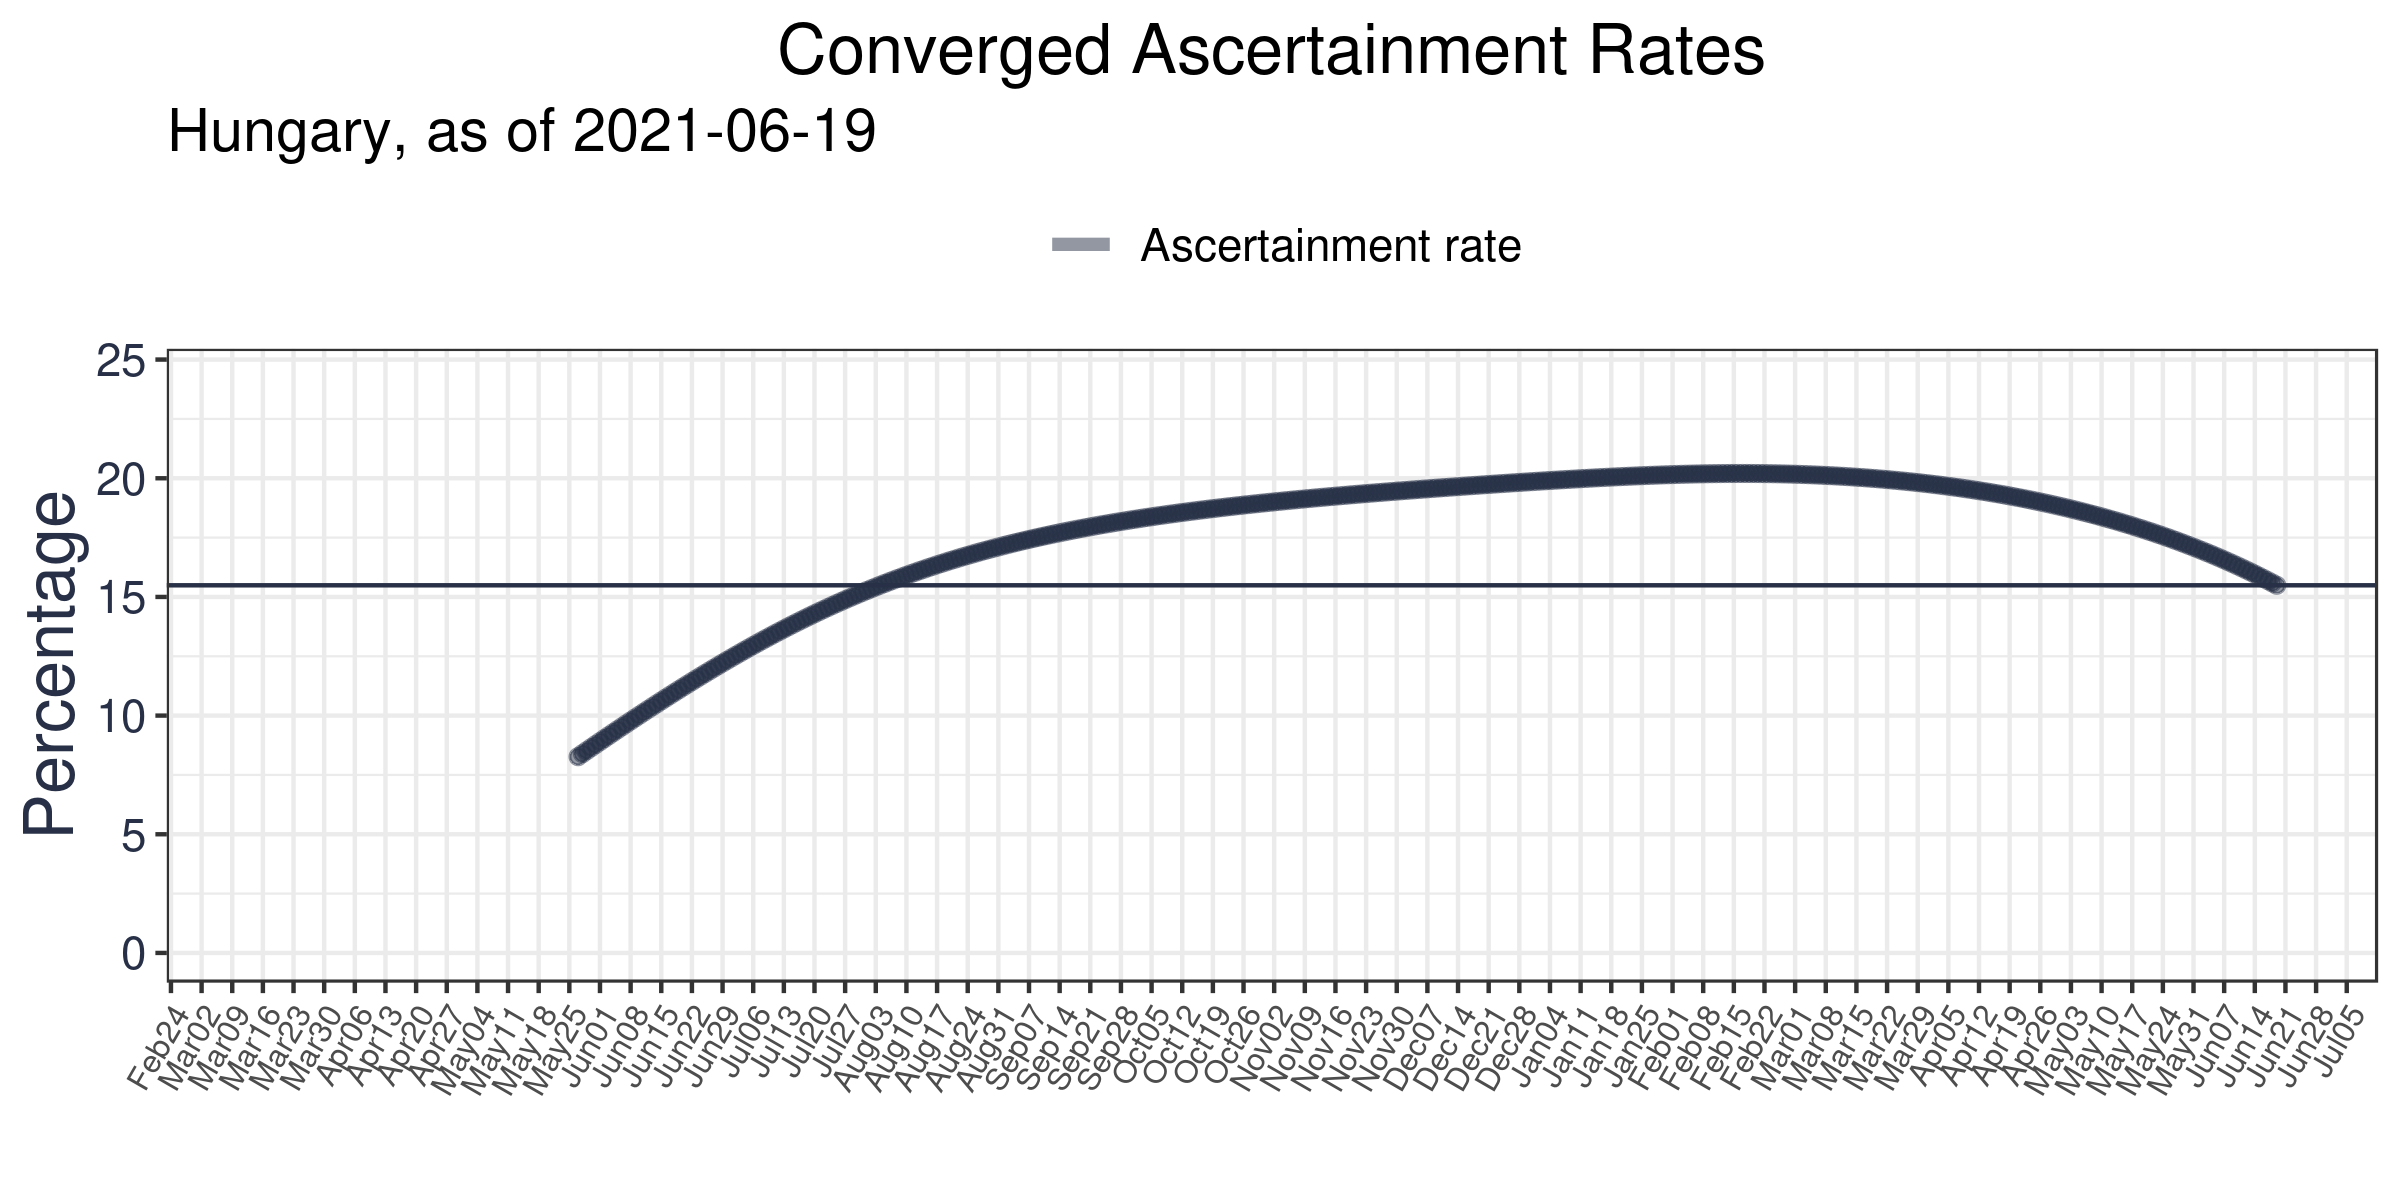 Converged Ascertainment Rates
Hungary, as of 2021-06-19
Ascertainment rate
Percentage
25
20
15
10
5
0
Feb24 Mar02 Mar09 Mar16 Mar23 Mar30 Apr06 Apr13 Apr20 Apr27 May04 May11 May18 May25 Jun01 Jun08 Jun15 Jun22 Jun29 Jul06 Jul13 Jul20 Jul27 Aug03 Aug10 Aug17 Aug24 Aug31 Sep07 Sep14 Sep21 Sep28 Oct05 Oct12 Oct19 Oct26 Nov02 Nov09 Nov16 Nov23 Nov30 Dec07 Dec14 Dec21 Dec28 Jan04 Jan11 Jan18 Jan25 Feb01 Feb08 Feb15 Feb22 Mar01 Mar08 Mar15 Mar22 Mar29 Apr05 Apr12 Apr19 Apr26 May03 May10 May17 May24 May31 Jun07 Jun14 Jun21 Jun28 Jul05